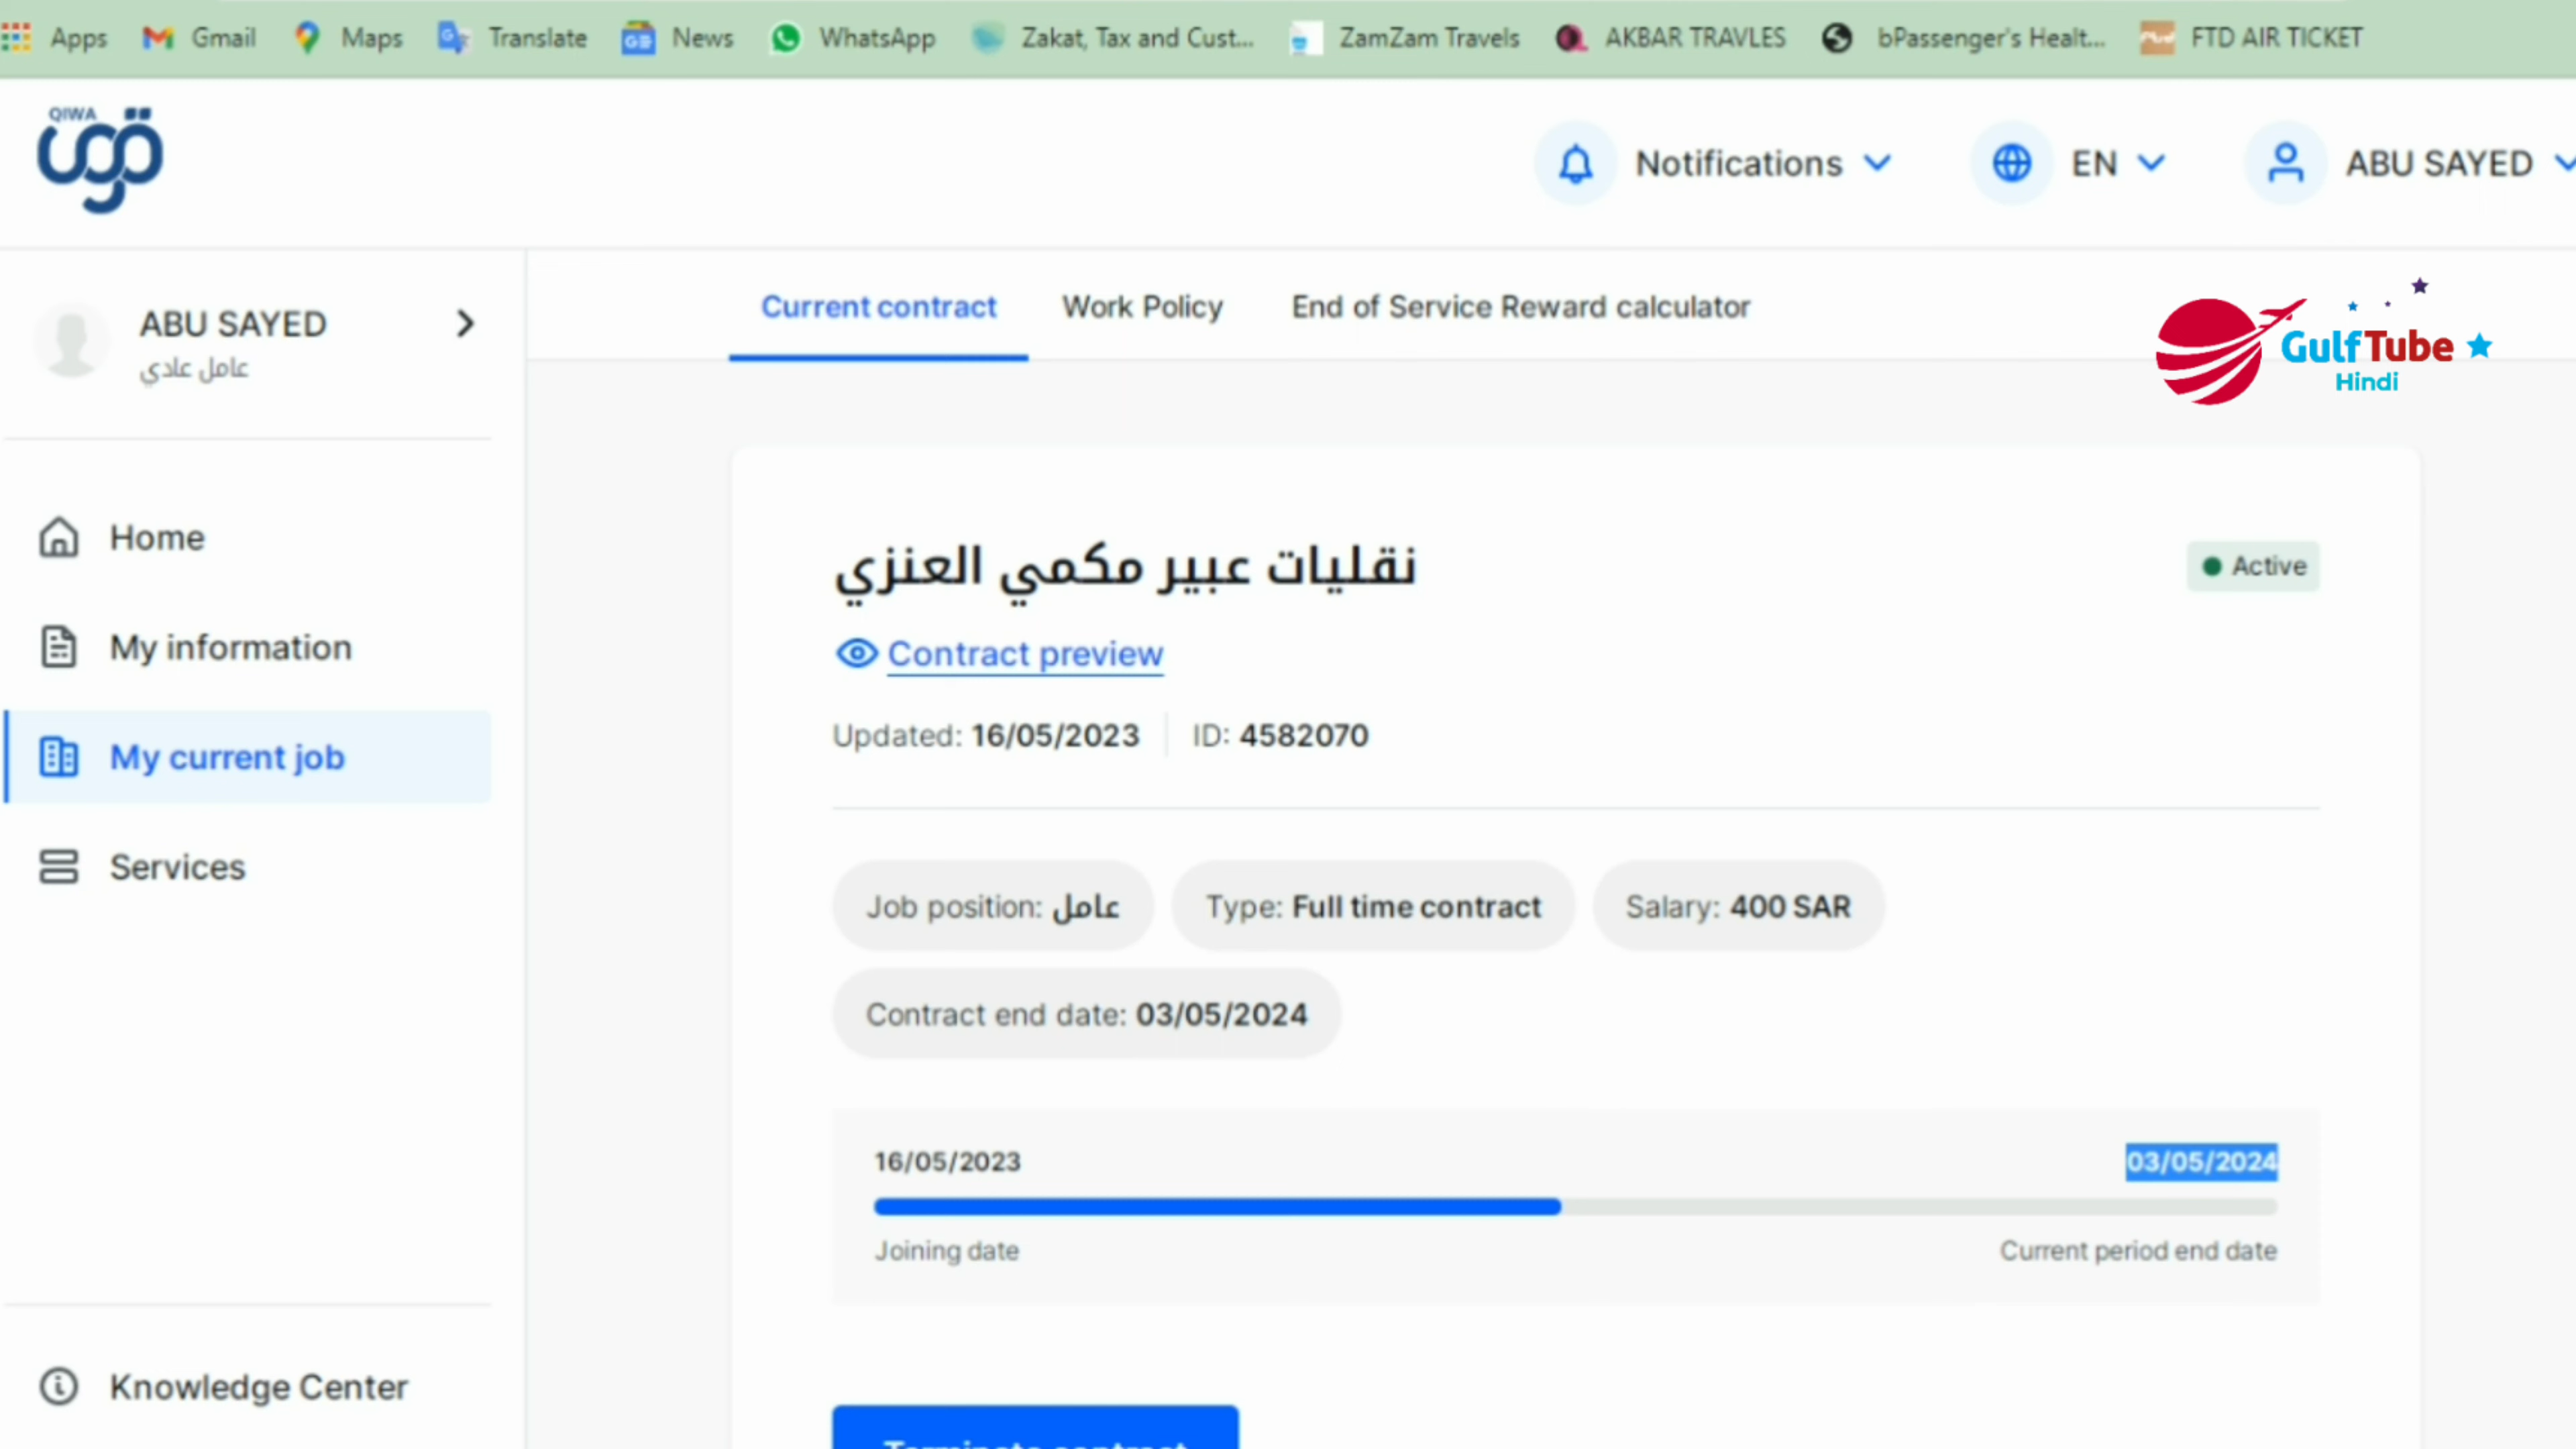 Apps Gmail Maps Translate News WhatsApp Zakat, Tax and Cust... ZamZam Travels AKBAR TRAVLES bPassenger's Healt... FTD AIR TICKET
QIWA
قوى
Notifications EN ABU SAYED
ABU SAYED
عامل عادي
Home
My information
My current job
Services
Knowledge Center
Current contract Work Policy End of Service Reward calculator
GulfTube
Hindi
نقليات عبير مكمي العنزي
Active
Contract preview
Updated: 16/05/2023 ID: 4582070
Job position: عامل Type: Full time contract Salary: 400 SAR
Contract end date: 03/05/2024
16/05/2023 03/05/2024
Joining date Current period end date
Terminate contract